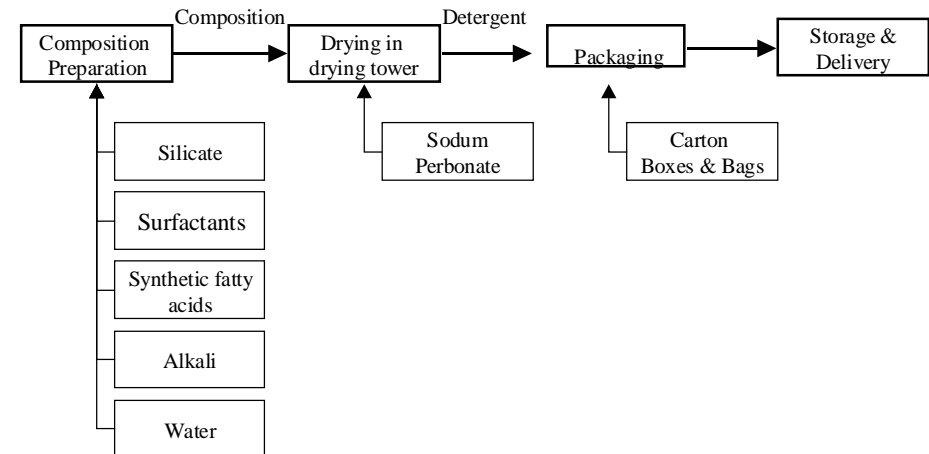 Composition
Detergent
Composition
Preparation
Drying in
drying tower
Packaging
Storage &
Delivery
Silicate
Surfactants
Synthetic fatty
acids
Alkali
Water
Sodum
Perbonate
Carton
Boxes & Bags